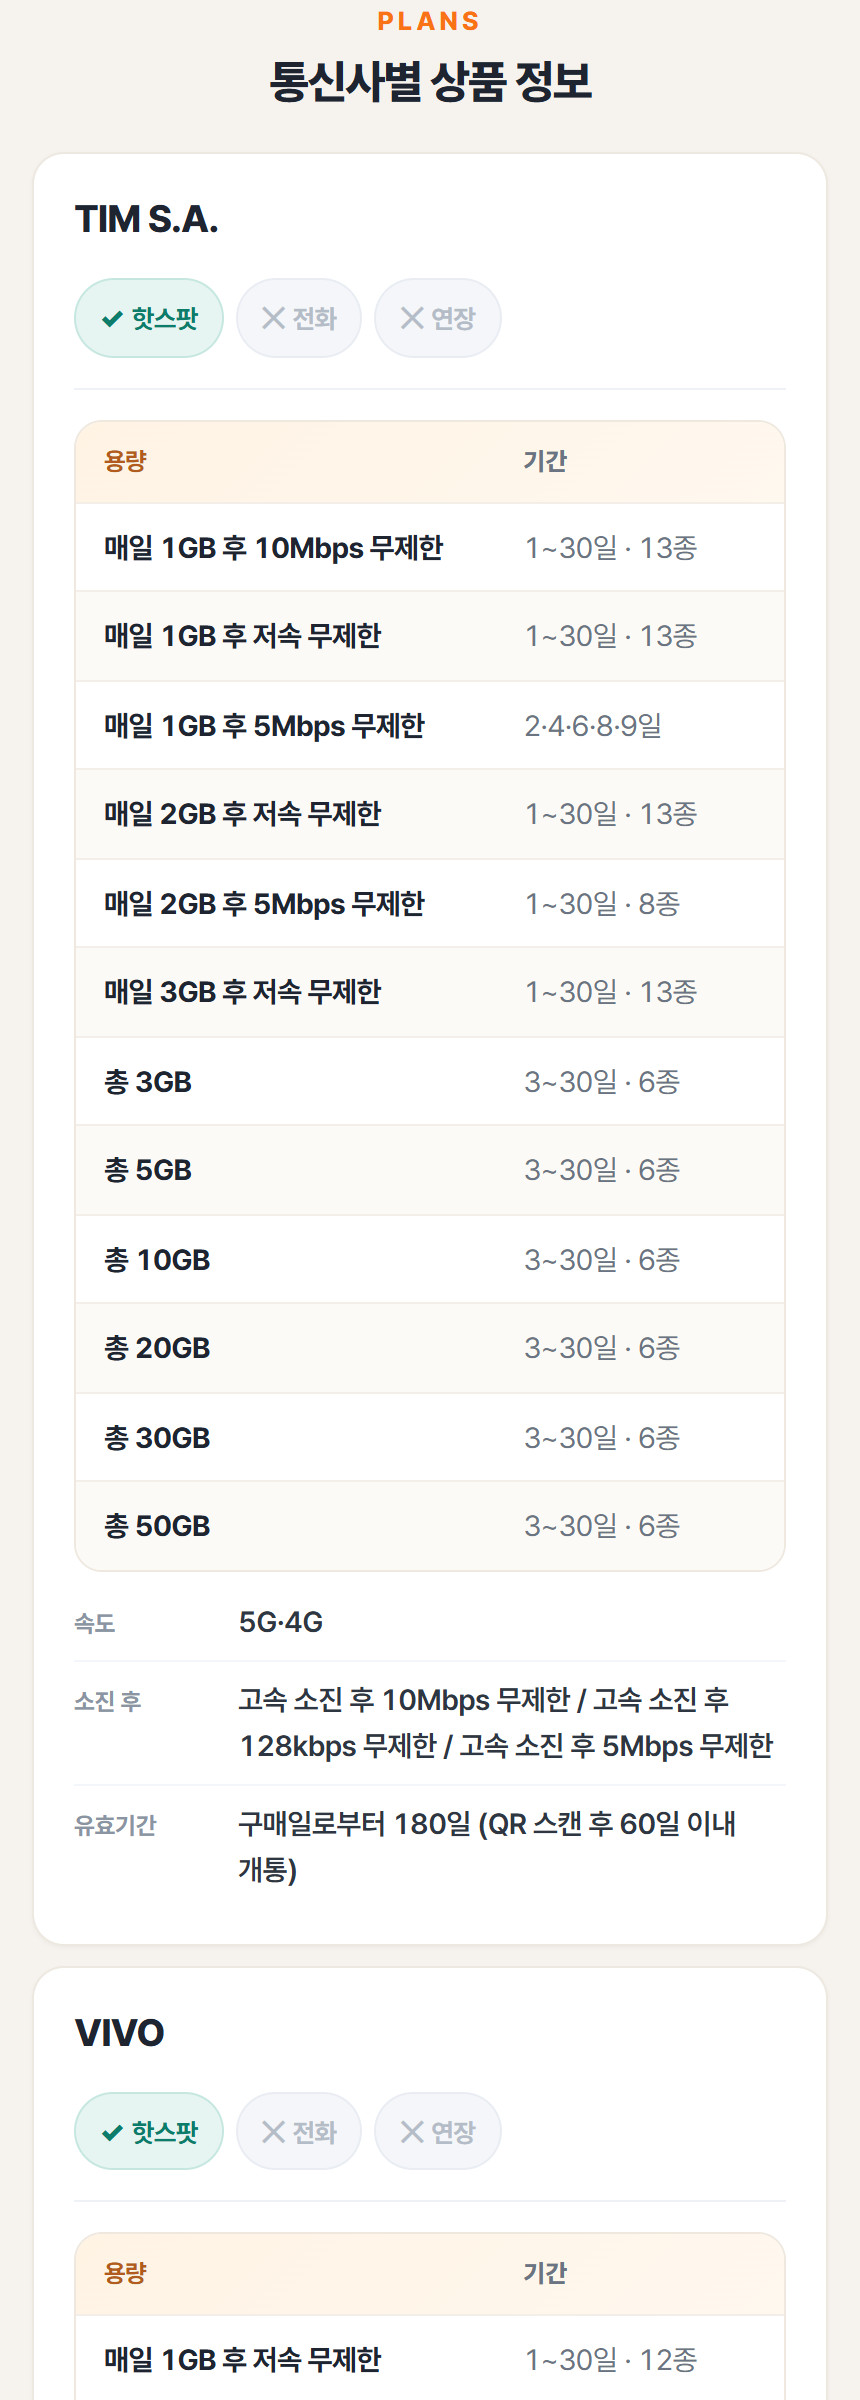 PLANS
통신사별 상품 정보
TIM S.A.
✓ 핫스팟 ✕ 전화 ✕ 연장
용량 기간
매일 1GB 후 10Mbps 무제한 1~30일 · 13종
매일 1GB 후 저속 무제한 1~30일 · 13종
매일 1GB 후 5Mbps 무제한 2·4·6·8·9일
매일 2GB 후 저속 무제한 1~30일 · 13종
매일 2GB 후 5Mbps 무제한 1~30일 · 8종
매일 3GB 후 저속 무제한 1~30일 · 13종
총 3GB 3~30일 · 6종
총 5GB 3~30일 · 6종
총 10GB 3~30일 · 6종
총 20GB 3~30일 · 6종
총 30GB 3~30일 · 6종
총 50GB 3~30일 · 6종
속도 5G·4G
소진 후 고속 소진 후 10Mbps 무제한 / 고속 소진 후
128kbps 무제한 / 고속 소진 후 5Mbps 무제한
유효기간 구매일로부터 180일 (QR 스캔 후 60일 이내
개통)
VIVO
✓ 핫스팟 ✕ 전화 ✕ 연장
용량 기간
매일 1GB 후 저속 무제한 1~30일 · 12종